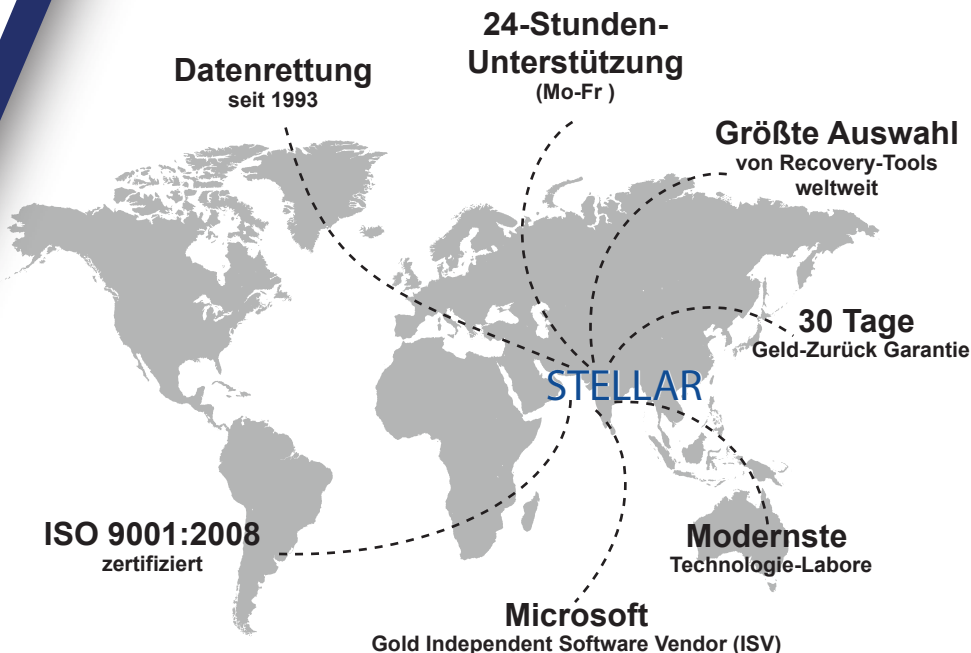 24-Stunden-
Unterstützung
(Mo-Fr )
Datenrettung
seit 1993
Größte Auswahl
von Recovery-Tools
weltweit
30 Tage
Geld-Zurück Garantie
STELLAR
ISO 9001:2008
zertifiziert
Modernste
Technologie-Labore
Microsoft
Gold Independent Software Vendor (ISV)